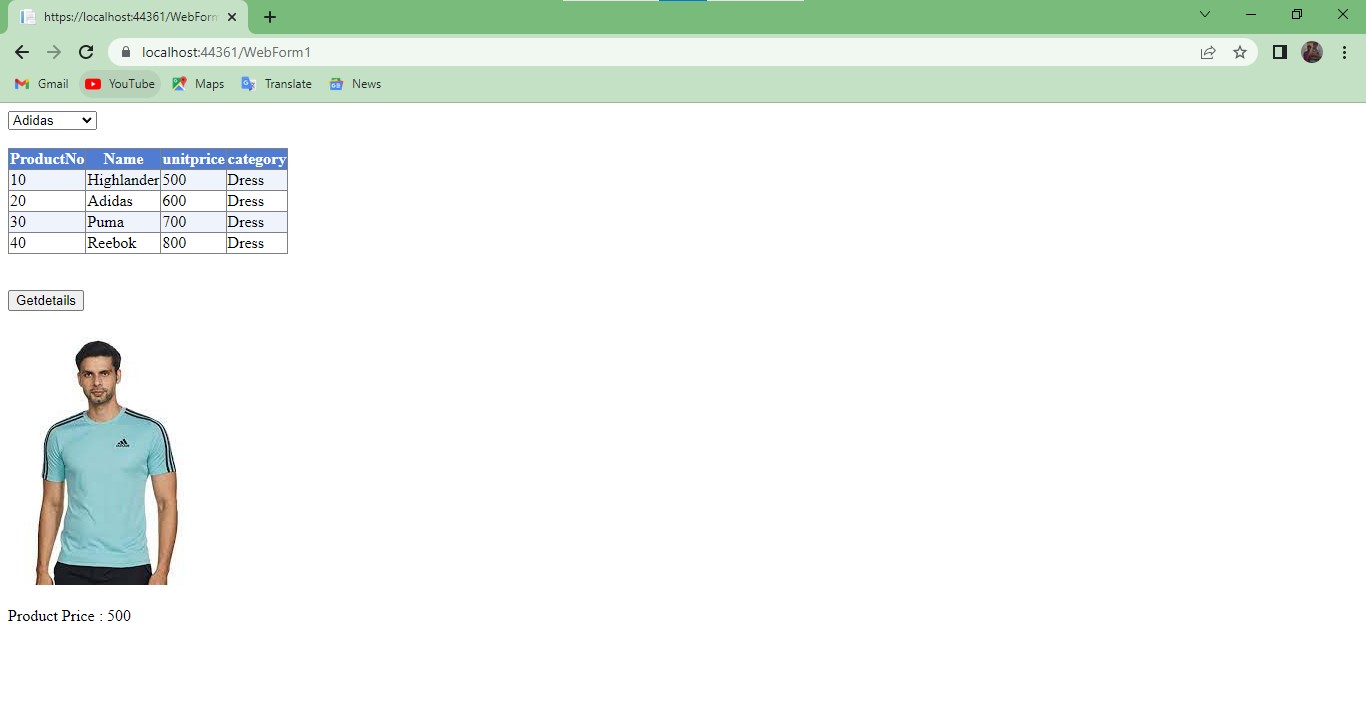 https://localhost:44361/WebForm
localhost:44361/WebForm1
Gmail YouTube Maps Translate News
Adidas
ProductNo Name unitprice category
10 Highlander 500 Dress
20 Adidas 600 Dress
30 Puma 700 Dress
40 Reebok 800 Dress
Getdetails
Product Price : 500